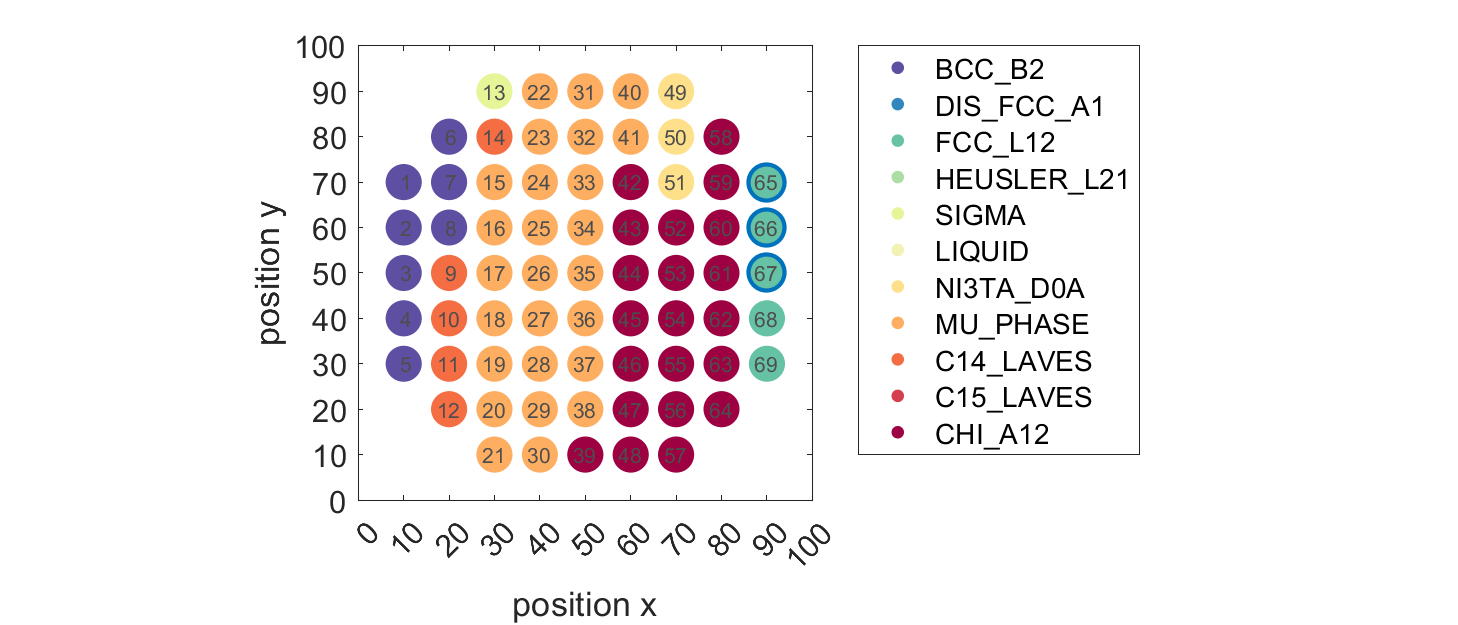 100
90
80
70
60
50
40
30
20
10
0
position y
13 22 31 40 49
6 14 23 32 41 50 58
1 7 15 24 33 42 51 59 65
2 8 16 25 34 43 52 60 66
3 9 17 26 35 44 53 61 67
4 10 18 27 36 45 54 62 68
5 11 19 28 37 46 55 63 69
12 20 29 38 47 56 64
21 30 39 48 57
0 10 20 30 40 50 60 70 80 90 100
position x
BCC_B2
DIS_FCC_A1
FCC_L12
HEUSLER_L21
SIGMA
LIQUID
NI3TA_D0A
MU_PHASE
C14_LAVES
C15_LAVES
CHI_A12